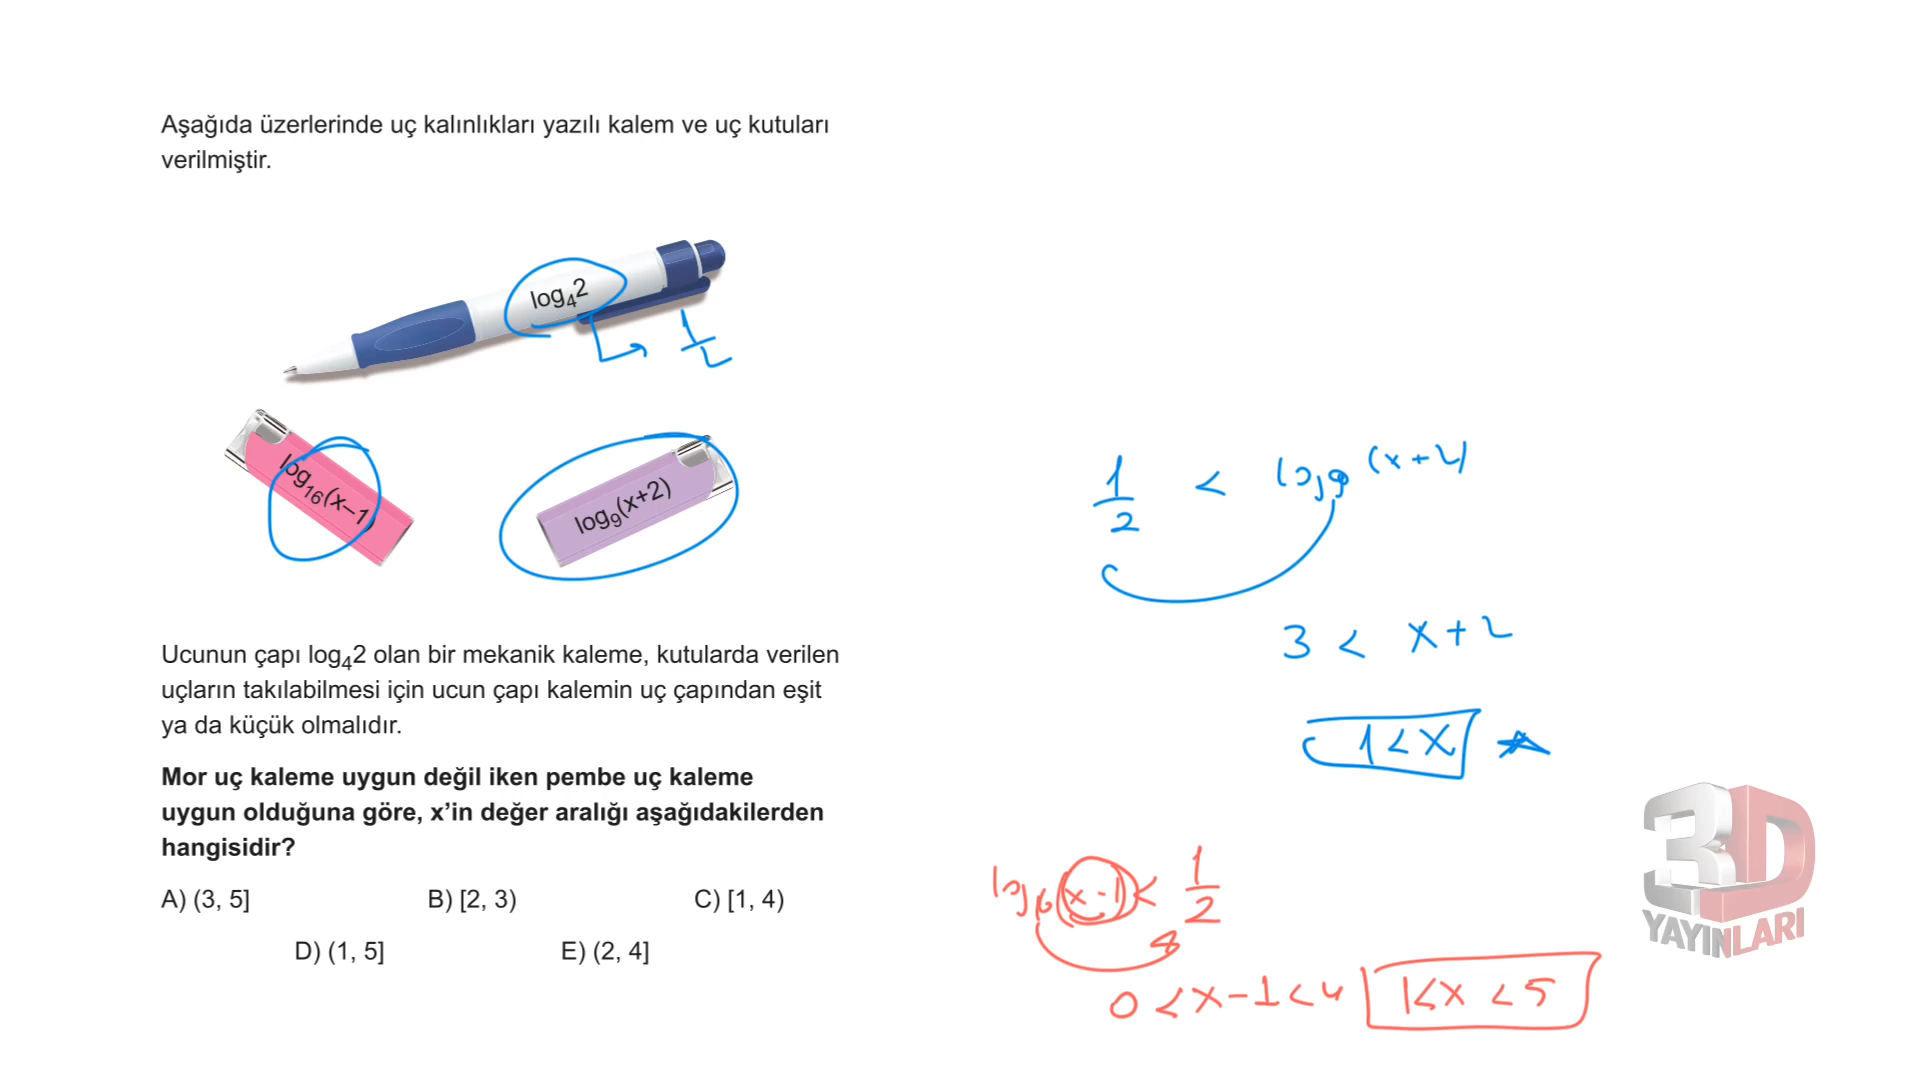 Aşağıda üzerlerinde uç kalınlıkları yazılı kalem ve uç kutuları
verilmiştir.
log₄2
1/2
log₁₆(x–1)
log₉(x+2)
1/2 < log₉(x+2)
3 < x+2
1<x
Ucunun çapı log₄2 olan bir mekanik kaleme, kutularda verilen
uçların takılabilmesi için ucun çapı kalemin uç çapından eşit
ya da küçük olmalıdır.
Mor uç kaleme uygun değil iken pembe uç kaleme
uygun olduğuna göre, x'in değer aralığı aşağıdakilerden
hangisidir?
A) (3, 5] B) [2, 3) C) [1, 4)
D) (1, 5] E) (2, 4]
log₁₆(x-1) < 1/2
0<x-1<4 1<x<5
3D
YAYINLARI